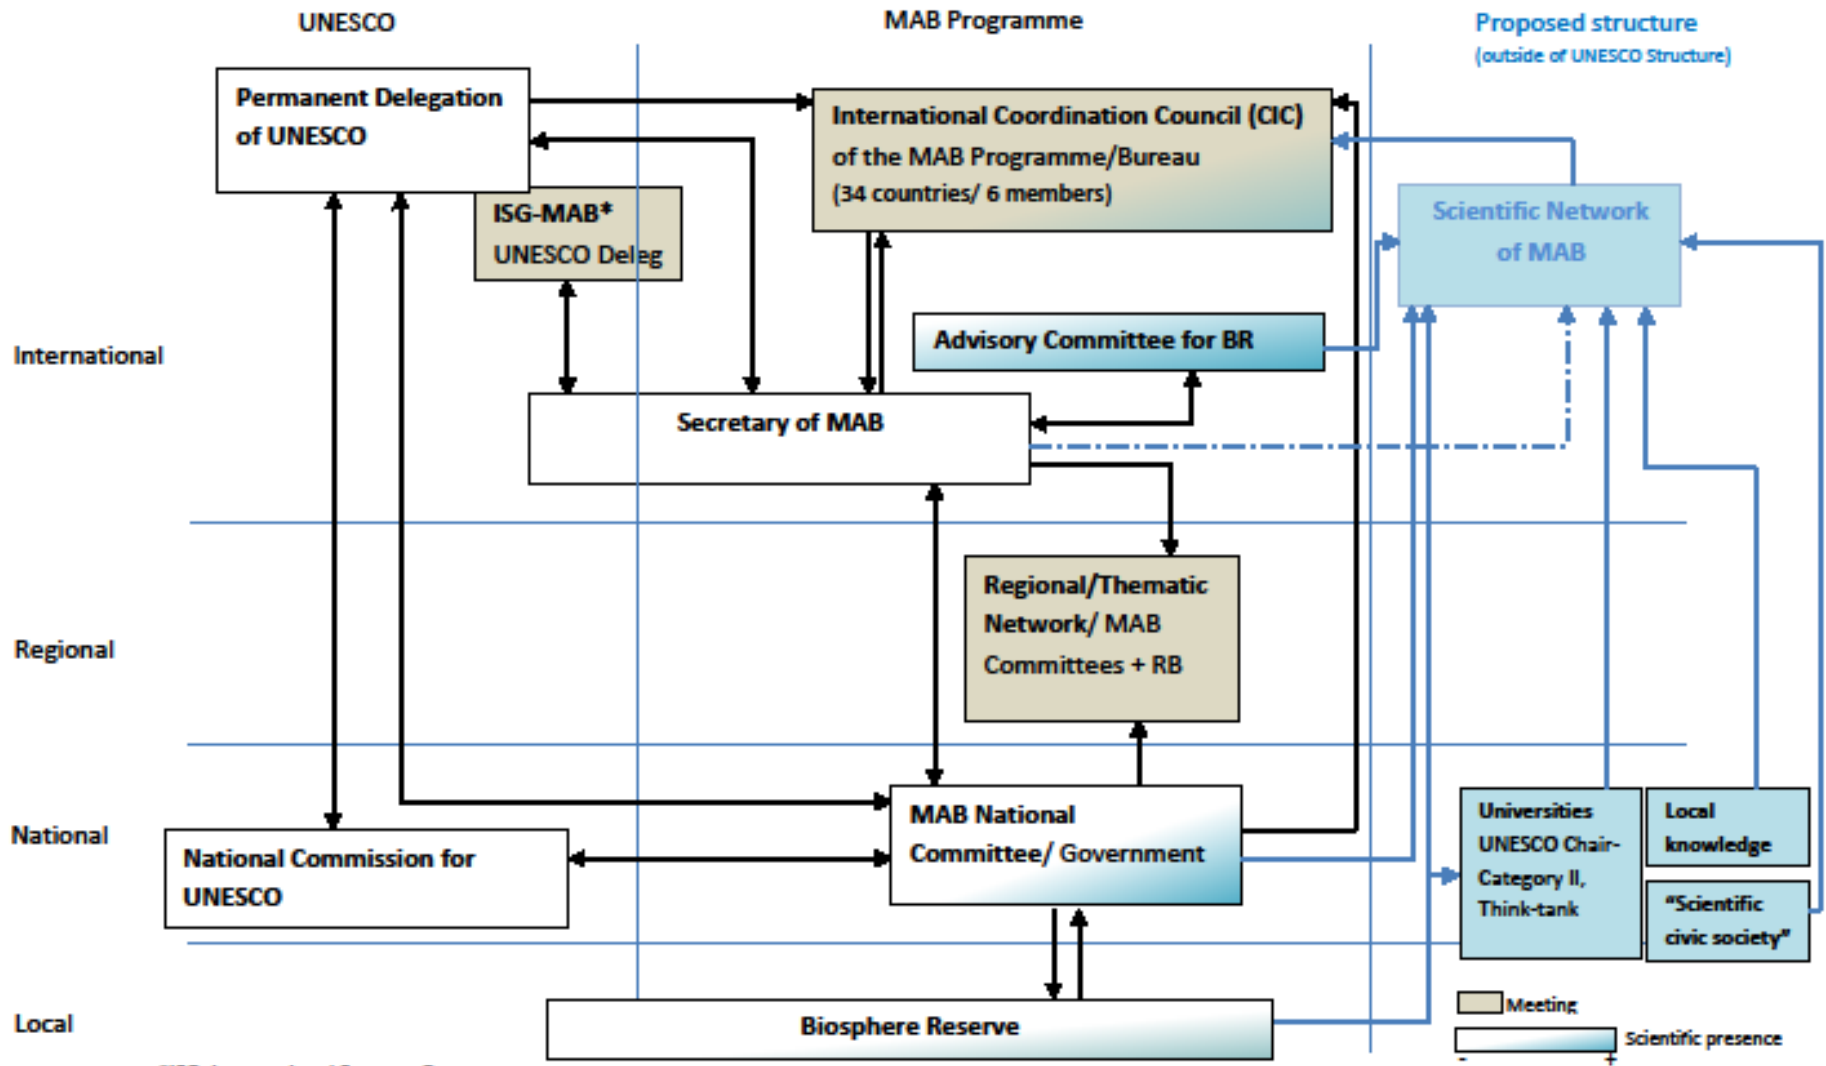 UNESCO
MAB Programme
Proposed structure
(outside of UNESCO Structure)
Permanent Delegation
of UNESCO
International Coordination Council (CIC)
of the MAB Programme/Bureau
(34 countries/ 6 members)
ISG-MAB*
UNESCO Deleg
Scientific Network
of MAB
International
Advisory Committee for BR
Secretary of MAB
Regional
Regional/Thematic
Network/ MAB
Committees + RB
National
National Commission for
UNESCO
MAB National
Committee/ Government
Universities
UNESCO Chair-
Category II,
Think-tank
Local
knowledge
"Scientific
civic society"
Local
Biosphere Reserve
Meeting
Scientific presence
- +